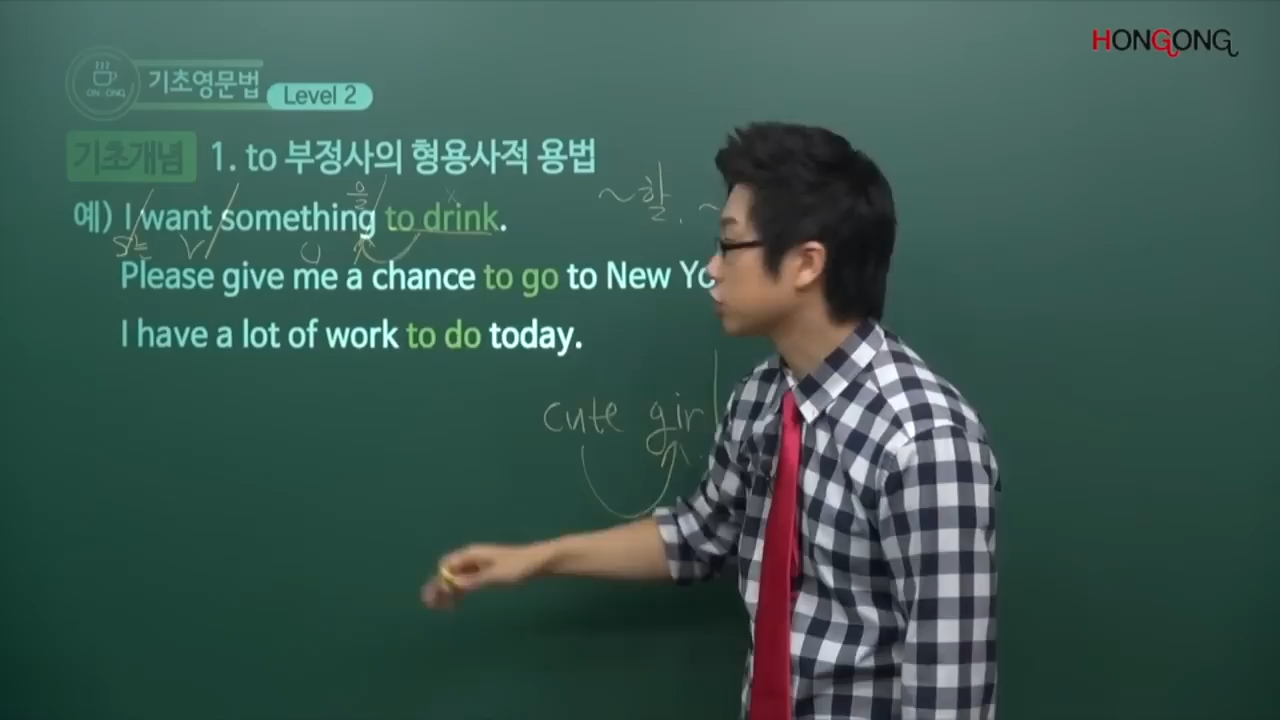 HONGONG
기초영문법
Level 2
기초개념 1. to 부정사의 형용사적 용법
~할, ~
을
예) I want something to drink.
V O
Please give me a chance to go to New Yo
I have a lot of work to do today.
cute girl